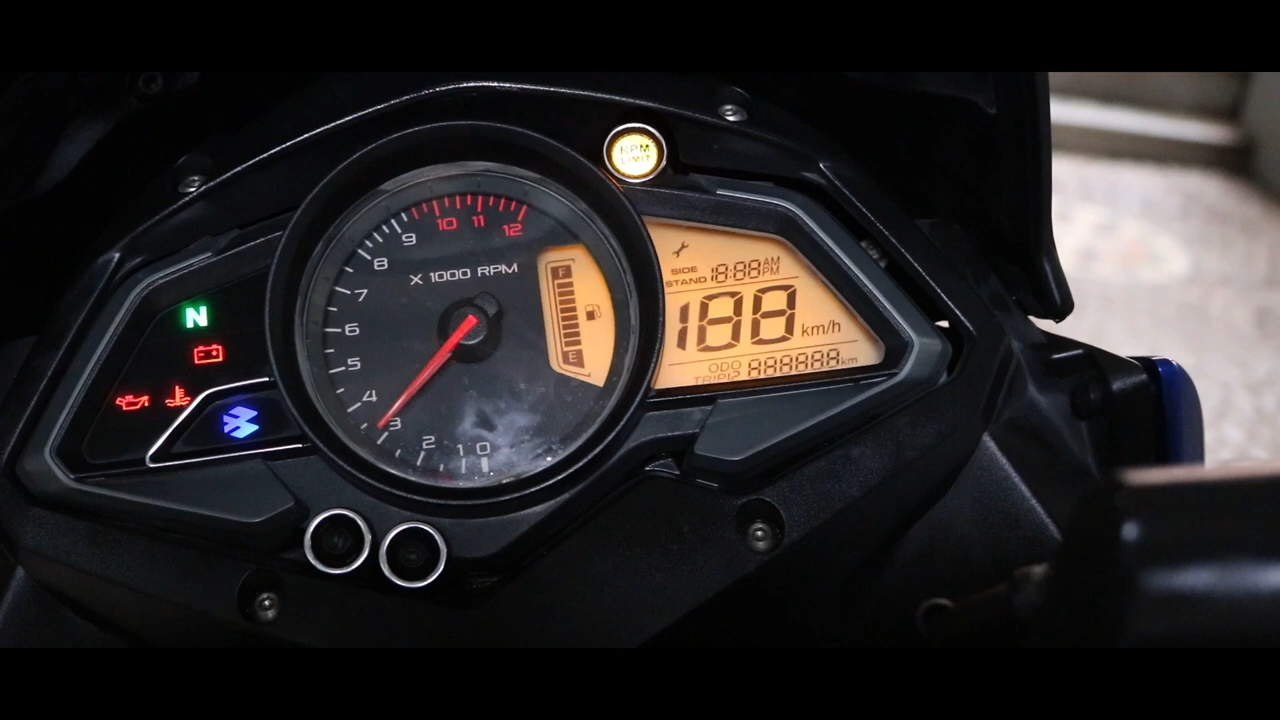 RPM
LIMIT
10 11 12
9
8
X 1000 RPM
7
6
5
4
3
2 1 0
F
E
N
SIDE
STAND 18:88 AM
PM
188 km/h
ODO
TRIP12 888888 km